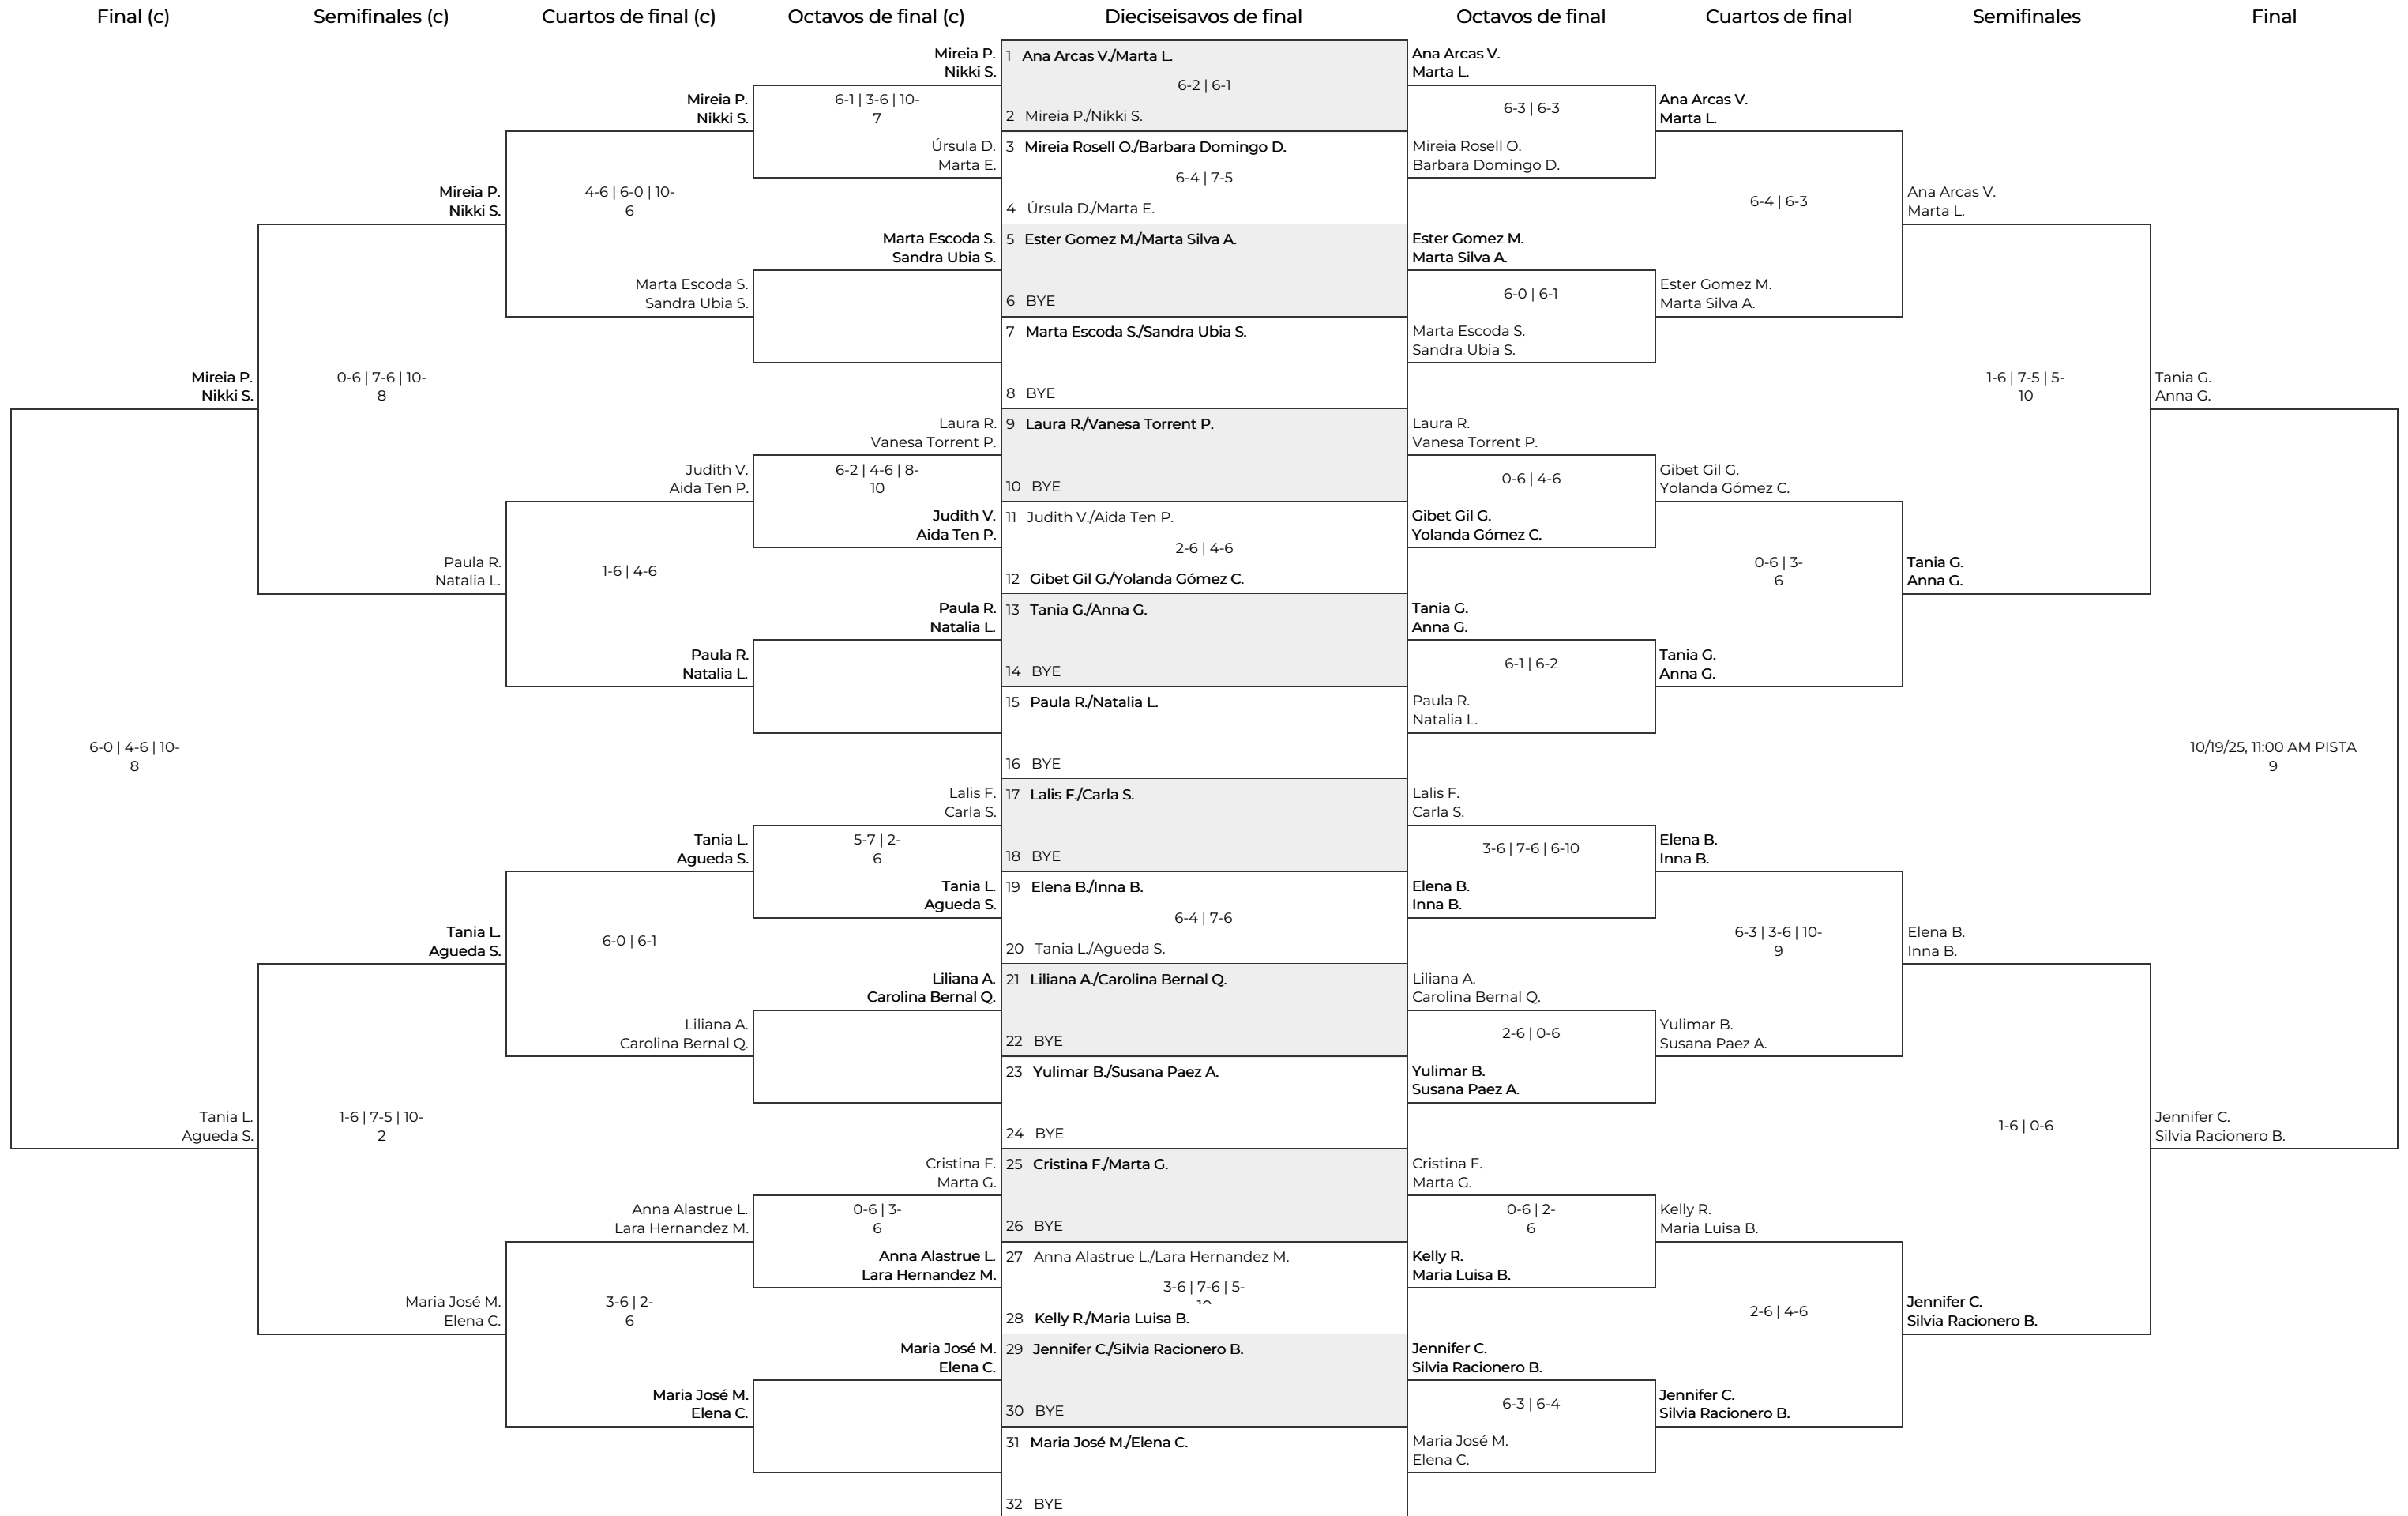 Final (c)
Semifinales (c)
Cuartos de final (c)
Octavos de final (c)
Dieciseisavos de final
Octavos de final
Cuartos de final
Semifinales
Final
Mireia P.
Nikki S.
6-0 | 4-6 | 10-
8
Tania L.
Agueda S.
Mireia P.
Nikki S.
0-6 | 7-6 | 10-
8
Paula R.
Natalia L.
Tania L.
Agueda S.
1-6 | 7-5 | 10-
2
Maria José M.
Elena C.
Mireia P.
Nikki S.
4-6 | 6-0 | 10-
6
Marta Escoda S.
Sandra Ubia S.
Judith V.
Aida Ten P.
1-6 | 4-6
Paula R.
Natalia L.
Tania L.
Agueda S.
6-0 | 6-1
Liliana A.
Carolina Bernal Q.
Anna Alastrue L.
Lara Hernandez M.
3-6 | 2-
6
Maria José M.
Elena C.
Mireia P.
Nikki S.
6-1 | 3-6 | 10-
7
Úrsula D.
Marta E.
Marta Escoda S.
Sandra Ubia S.
Laura R.
Vanesa Torrent P.
6-2 | 4-6 | 8-
10
Judith V.
Aida Ten P.
Paula R.
Natalia L.
Lalis F.
Carla S.
5-7 | 2-
6
Tania L.
Agueda S.
Liliana A.
Carolina Bernal Q.
Cristina F.
Marta G.
0-6 | 3-
6
Anna Alastrue L.
Lara Hernandez M.
Maria José M.
Elena C.
1 Ana Arcas V./Marta L.
6-2 | 6-1
2 Mireia P./Nikki S.
3 Mireia Rosell O./Barbara Domingo D.
6-4 | 7-5
4 Úrsula D./Marta E.
5 Ester Gomez M./Marta Silva A.
6 BYE
7 Marta Escoda S./Sandra Ubia S.
8 BYE
9 Laura R./Vanesa Torrent P.
10 BYE
11 Judith V./Aida Ten P.
2-6 | 4-6
12 Gibet Gil G./Yolanda Gómez C.
13 Tania G./Anna G.
14 BYE
15 Paula R./Natalia L.
16 BYE
17 Lalis F./Carla S.
18 BYE
19 Elena B./Inna B.
6-4 | 7-6
20 Tania L./Agueda S.
21 Liliana A./Carolina Bernal Q.
22 BYE
23 Yulimar B./Susana Paez A.
24 BYE
25 Cristina F./Marta G.
26 BYE
27 Anna Alastrue L./Lara Hernandez M.
3-6 | 7-6 | 5-
10
28 Kelly R./Maria Luisa B.
29 Jennifer C./Silvia Racionero B.
30 BYE
31 Maria José M./Elena C.
32 BYE
Ana Arcas V.
Marta L.
6-3 | 6-3
Mireia Rosell O.
Barbara Domingo D.
Ester Gomez M.
Marta Silva A.
6-0 | 6-1
Marta Escoda S.
Sandra Ubia S.
Laura R.
Vanesa Torrent P.
0-6 | 4-6
Gibet Gil G.
Yolanda Gómez C.
Tania G.
Anna G.
6-1 | 6-2
Paula R.
Natalia L.
Lalis F.
Carla S.
3-6 | 7-6 | 6-10
Elena B.
Inna B.
Liliana A.
Carolina Bernal Q.
2-6 | 0-6
Yulimar B.
Susana Paez A.
Cristina F.
Marta G.
0-6 | 2-
6
Kelly R.
Maria Luisa B.
Jennifer C.
Silvia Racionero B.
6-3 | 6-4
Maria José M.
Elena C.
Ana Arcas V.
Marta L.
6-4 | 6-3
Ester Gomez M.
Marta Silva A.
Gibet Gil G.
Yolanda Gómez C.
0-6 | 3-
6
Tania G.
Anna G.
Elena B.
Inna B.
6-3 | 3-6 | 10-
9
Yulimar B.
Susana Paez A.
Kelly R.
Maria Luisa B.
2-6 | 4-6
Jennifer C.
Silvia Racionero B.
Ana Arcas V.
Marta L.
1-6 | 7-5 | 5-
10
Tania G.
Anna G.
Elena B.
Inna B.
1-6 | 0-6
Jennifer C.
Silvia Racionero B.
Tania G.
Anna G.
10/19/25, 11:00 AM PISTA
9
Jennifer C.
Silvia Racionero B.